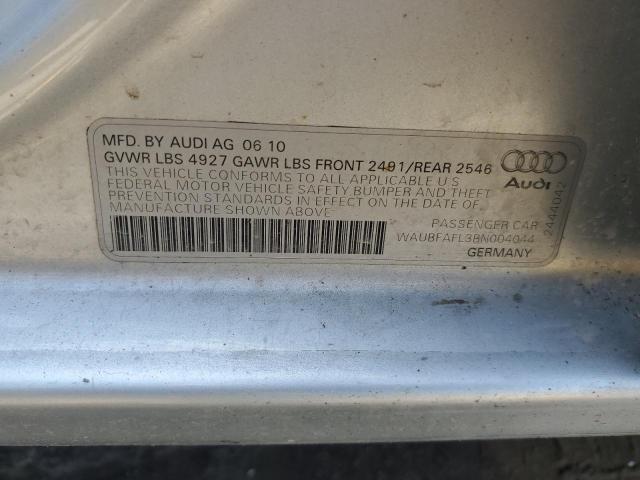 MFD. BY AUDI AG 06 10
GVWR LBS 4927 GAWR LBS FRONT 2491/REAR 2546
THIS VEHICLE CONFORMS TO ALL APPLICABLE U S
FEDERAL MOTOR VEHICLE SAFETY BUMPER AND THEFT
PREVENTION STANDARDS IN EFFECT ON THE DATE OF
MANUFACTURE SHOWN ABOVE
Audi
PASSENGER CAR
WAUBFAFL3BN004044
GERMANY
2444042